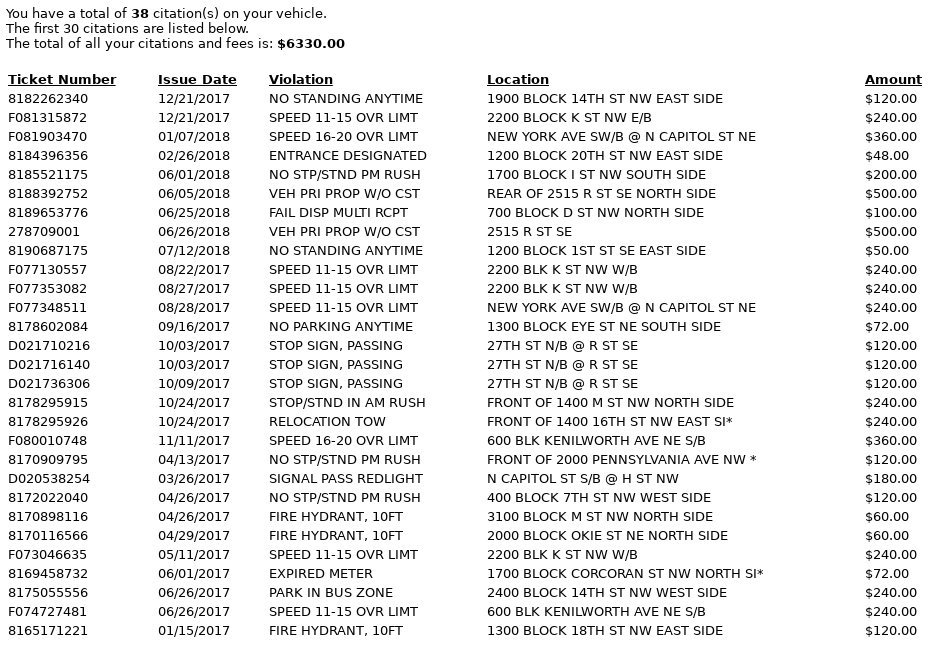 You have a total of 38 citation(s) on your vehicle.
The first 30 citations are listed below.
The total of all your citations and fees is: $6330.00
Ticket Number Issue Date Violation Location Amount
8182262340 12/21/2017 NO STANDING ANYTIME 1900 BLOCK 14TH ST NW EAST SIDE $120.00
F081315872 12/21/2017 SPEED 11-15 OVR LIMT 2200 BLOCK K ST NW E/B $240.00
F081903470 01/07/2018 SPEED 16-20 OVR LIMT NEW YORK AVE SW/B @ N CAPITOL ST NE $360.00
8184396356 02/26/2018 ENTRANCE DESIGNATED 1200 BLOCK 20TH ST NW EAST SIDE $48.00
8185521175 06/01/2018 NO STP/STND PM RUSH 1700 BLOCK I ST NW SOUTH SIDE $200.00
8188392752 06/05/2018 VEH PRI PROP W/O CST REAR OF 2515 R ST SE NORTH SIDE $500.00
8189653776 06/25/2018 FAIL DISP MULTI RCPT 700 BLOCK D ST NW NORTH SIDE $100.00
278709001 06/26/2018 VEH PRI PROP W/O CST 2515 R ST SE $500.00
8190687175 07/12/2018 NO STANDING ANYTIME 1200 BLOCK 1ST ST SE EAST SIDE $50.00
F077130557 08/22/2017 SPEED 11-15 OVR LIMT 2200 BLK K ST NW W/B $240.00
F077353082 08/27/2017 SPEED 11-15 OVR LIMT 2200 BLK K ST NW W/B $240.00
F077348511 08/28/2017 SPEED 11-15 OVR LIMT NEW YORK AVE SW/B @ N CAPITOL ST NE $240.00
8178602084 09/16/2017 NO PARKING ANYTIME 1300 BLOCK EYE ST NE SOUTH SIDE $72.00
D021710216 10/03/2017 STOP SIGN, PASSING 27TH ST N/B @ R ST SE $120.00
D021716140 10/03/2017 STOP SIGN, PASSING 27TH ST N/B @ R ST SE $120.00
D021736306 10/09/2017 STOP SIGN, PASSING 27TH ST N/B @ R ST SE $120.00
8178295915 10/24/2017 STOP/STND IN AM RUSH FRONT OF 1400 M ST NW NORTH SIDE $240.00
8178295926 10/24/2017 RELOCATION TOW FRONT OF 1400 16TH ST NW EAST SI* $240.00
F080010748 11/11/2017 SPEED 16-20 OVR LIMT 600 BLK KENILWORTH AVE NE S/B $360.00
8170909795 04/13/2017 NO STP/STND PM RUSH FRONT OF 2000 PENNSYLVANIA AVE NW * $120.00
D020538254 03/26/2017 SIGNAL PASS REDLIGHT N CAPITOL ST S/B @ H ST NW $180.00
8172022040 04/26/2017 NO STP/STND PM RUSH 400 BLOCK 7TH ST NW WEST SIDE $120.00
8170898116 04/26/2017 FIRE HYDRANT, 10FT 3100 BLOCK M ST NW NORTH SIDE $60.00
8170116566 04/29/2017 FIRE HYDRANT, 10FT 2000 BLOCK OKIE ST NE NORTH SIDE $60.00
F073046635 05/11/2017 SPEED 11-15 OVR LIMT 2200 BLK K ST NW W/B $240.00
8169458732 06/01/2017 EXPIRED METER 1700 BLOCK CORCORAN ST NW NORTH SI* $72.00
8175055556 06/26/2017 PARK IN BUS ZONE 2400 BLOCK 14TH ST NW WEST SIDE $240.00
F074727481 06/26/2017 SPEED 11-15 OVR LIMT 600 BLK KENILWORTH AVE NE S/B $240.00
8165171221 01/15/2017 FIRE HYDRANT, 10FT 1300 BLOCK 18TH ST NW EAST SIDE $120.00